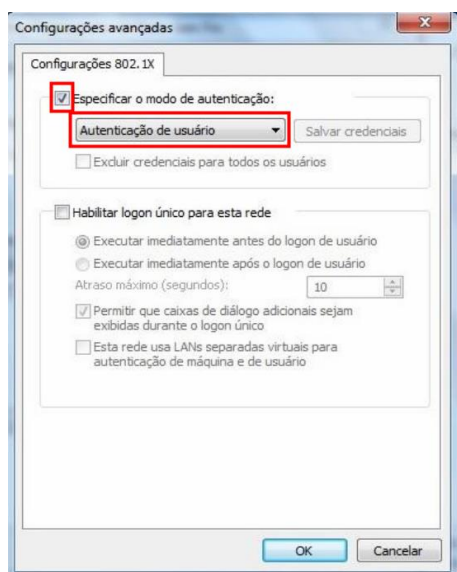 Configurações avançadas
Configurações 802.1X
Especificar o modo de autenticação:
Autenticação de usuário
Salvar credenciais
Excluir credenciais para todos os usuários
Habilitar logon único para esta rede
Executar imediatamente antes do logon de usuário
Executar imediatamente após o logon de usuário
Atraso máximo (segundos):
10
Permitir que caixas de diálogo adicionais sejam
exibidas durante o logon único
Esta rede usa LANs separadas virtuais para
autenticação de máquina e de usuário
OK
Cancelar